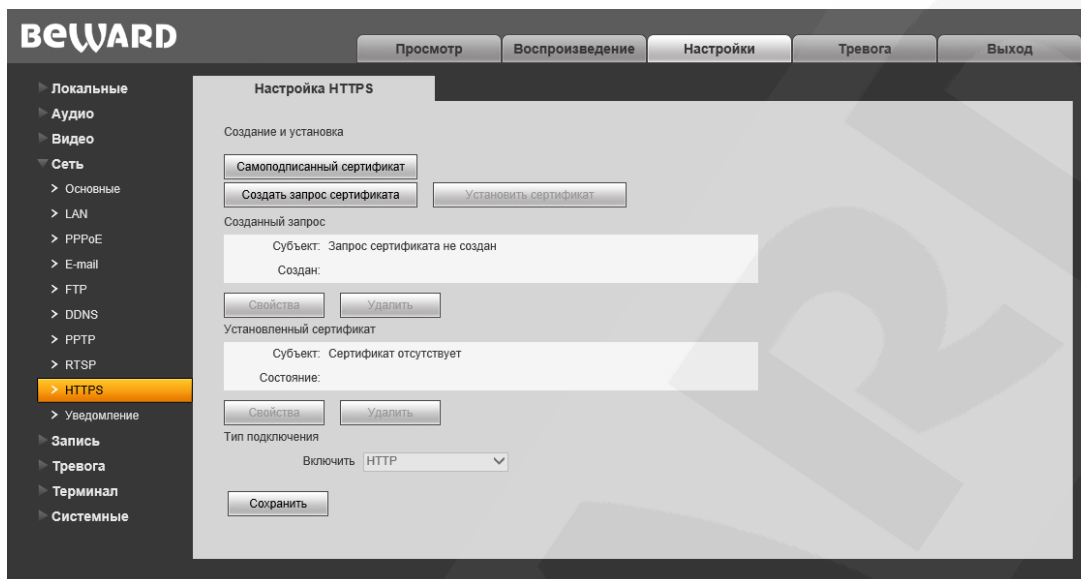 BEWARD
Просмотр
Воспроизведение
Настройки
Тревога
Выход
Локальные
Аудио
Видео
Сеть
> Основные
> LAN
> PPPoE
> E-mail
> FTP
> DDNS
> PPTP
> RTSP
> HTTPS
> Уведомление
Запись
Тревога
Терминал
Системные
Настройка HTTPS
Создание и установка
Самоподписанный сертификат
Создать запрос сертификата
Установить сертификат
Созданный запрос
Субъект: Запрос сертификата не создан
Создан:
Свойства
Удалить
Установленный сертификат
Субъект: Сертификат отсутствует
Состояние:
Свойства
Удалить
Тип подключения
Включить HTTP
Сохранить